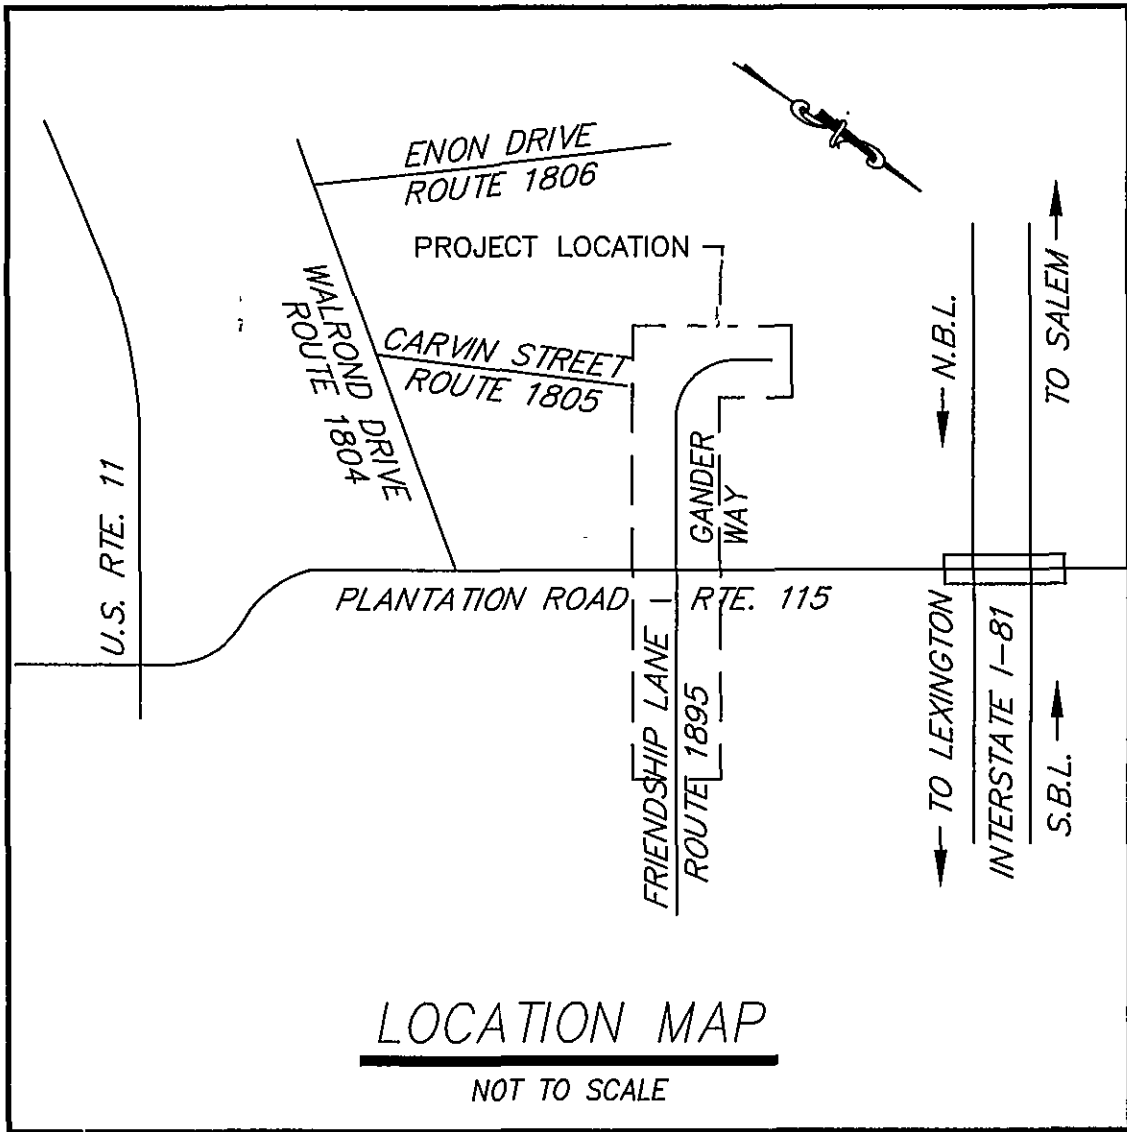 ENON DRIVE
ROUTE 1806
PROJECT LOCATION
WALROND DRIVE
ROUTE 1804
CARVIN STREET
ROUTE 1805
N.B.L.
TO SALEM
U.S. RTE. 11
GANDER
WAY
PLANTATION ROAD - RTE. 115
FRIENDSHIP LANE
ROUTE 1895
TO LEXINGTON
INTERSTATE I-81
S.B.L.
LOCATION MAP
NOT TO SCALE